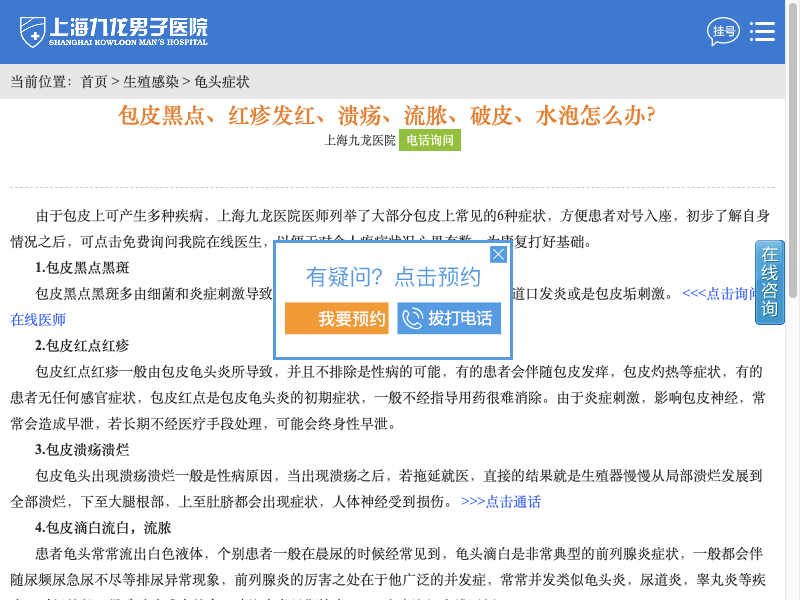 上海九龙男子医院
SHANGHAI KOWLOON MAN'S HOSPITAL
挂号
当前位置：首页 > 生殖感染 > 龟头症状
包皮黑点、红疹发红、溃疡、流脓、破皮、水泡怎么办?
上海九龙医院 电话询问
由于包皮上可产生多种疾病，上海九龙医院医师列举了大部分包皮上常见的6种症状，方便患者对号入座，初步了解自身
情况之后，可点击免费询问我院在线医生，
康复打好基础。
1.包皮黑点黑斑
包皮黑点黑斑多由细菌和炎症刺激导致
道口发炎或是包皮垢刺激。 <<<点击询问
在线医师
有疑问？点击预约
我要预约 拔打电话
在线咨询
2.包皮红点红疹
包皮红点红疹一般由包皮龟头炎所导致，并且不排除是性病的可能，有的患者会伴随包皮发痒，包皮灼热等症状，有的
患者无任何感官症状，包皮红点是包皮龟头炎的初期症状，一般不经指导用药很难消除。由于炎症刺激，影响包皮神经，常
常会造成早泄，若长期不经医疗手段处理，可能会终身性早泄。
3.包皮溃疡溃烂
包皮龟头出现溃疡溃烂一般是性病原因，当出现溃疡之后，若拖延就医，直接的结果就是生殖器慢慢从局部溃烂发展到
全部溃烂，下至大腿根部，上至肚脐都会出现症状，人体神经受到损伤。 >>>点击通话
4.包皮滴白流白，流脓
患者龟头常常流出白色液体，个别患者一般在晨尿的时候经常见到，龟头滴白是非常典型的前列腺炎症状，一般都会伴
随尿频尿急尿不尽等排尿异常现象，前列腺炎的厉害之处在于他广泛的并发症，常常并发类似龟头炎，尿道炎，睾丸炎等疾